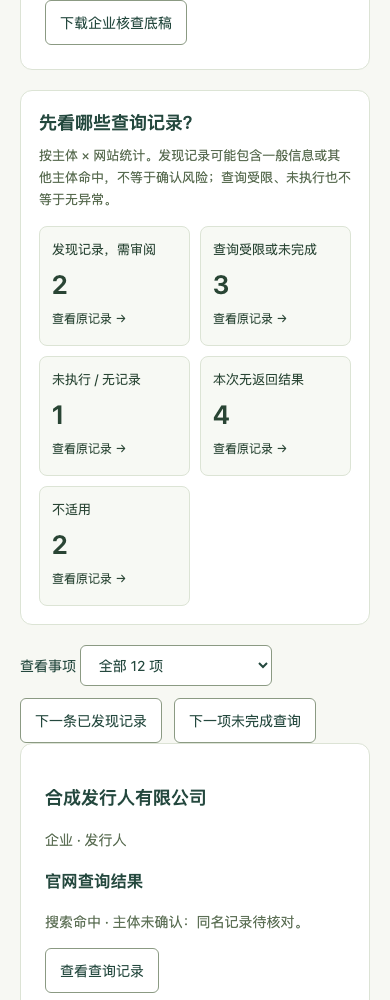 下载企业核查底稿
先看哪些查询记录?
按主体 × 网站统计。发现记录可能包含一般信息或其
他主体命中，不等于确认风险；查询受限、未执行也不
等于无异常。
发现记录，需审阅
2
查看原记录 →
查询受限或未完成
3
查看原记录 →
未执行 / 无记录
1
查看原记录 →
本次无返回结果
4
查看原记录 →
不适用
2
查看原记录 →
查看事项 全部 12 项
下一条已发现记录
下一项未完成查询
合成发行人有限公司
企业 · 发行人
官网查询结果
搜索命中 · 主体未确认：同名记录待核对。
查看查询记录